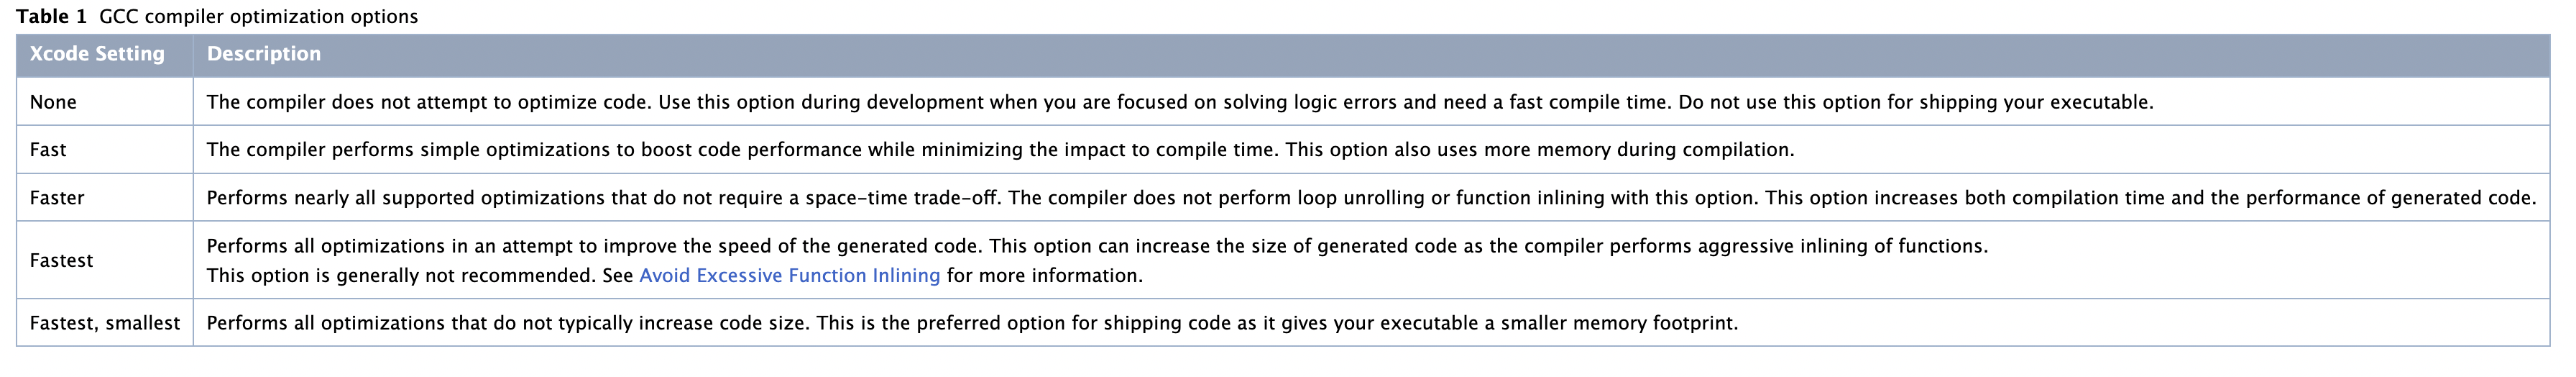 Table 1 GCC compiler optimization options
Xcode Setting Description
None The compiler does not attempt to optimize code. Use this option during development when you are focused on solving logic errors and need a fast compile time. Do not use this option for shipping your executable.
Fast The compiler performs simple optimizations to boost code performance while minimizing the impact to compile time. This option also uses more memory during compilation.
Faster Performs nearly all supported optimizations that do not require a space-time trade-off. The compiler does not perform loop unrolling or function inlining with this option. This option increases both compilation time and the performance of generated code.
Fastest Performs all optimizations in an attempt to improve the speed of the generated code. This option can increase the size of generated code as the compiler performs aggressive inlining of functions.
This option is generally not recommended. See Avoid Excessive Function Inlining for more information.
Fastest, smallest Performs all optimizations that do not typically increase code size. This is the preferred option for shipping code as it gives your executable a smaller memory footprint.